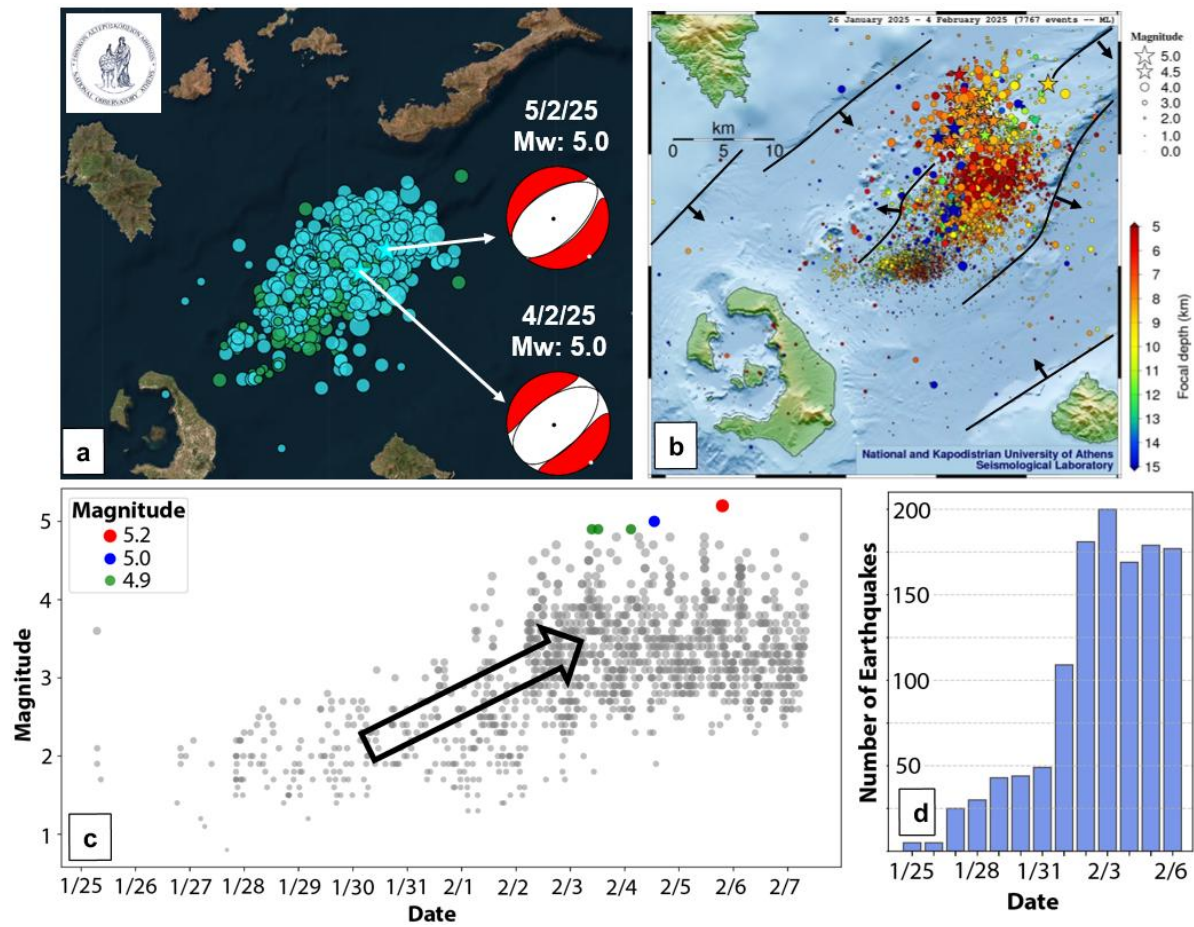 5/2/25
Mw: 5.0
4/2/25
Mw: 5.0
a
26 January 2025 - 4 February 2025 (7767 events -- ML)
Magnitude
5.0
4.5
4.0
3.0
2.0
1.0
0.0
km
0 5 10
5
6
7
8
9
10
11
12
13
14
15
Focal depth (km)
National and Kapodistrian University of Athens
Seismological Laboratory
b
Magnitude
5.2
5.0
4.9
Magnitude
5
4
3
2
1
c
1/25 1/26 1/27 1/28 1/29 1/30 1/31 2/1 2/2 2/3 2/4 2/5 2/6 2/7
Date
Number of Earthquakes
200
150
100
50
d
1/25 1/28 1/31 2/3 2/6
Date